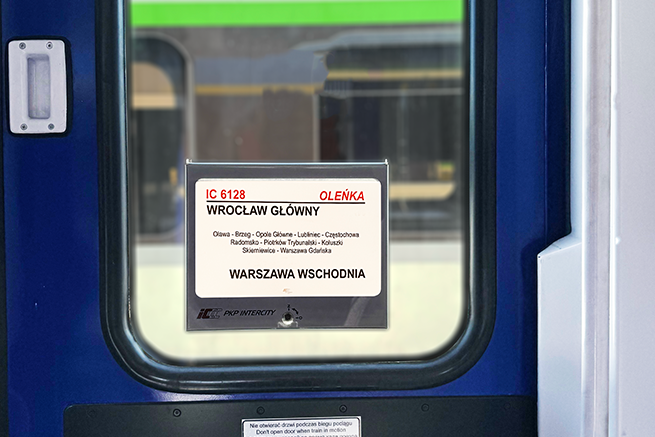 IC 6128 OLEŃKA
WROCŁAW GŁÓWNY
Oława - Brzeg - Opole Główne - Lubliniec - Częstochowa
Radomsko - Piotrków Trybunalski - Koluszki
Skierniewice - Warszawa Gdańska
WARSZAWA WSCHODNIA
IC PKP INTERCITY
Nie otwierać drzwi podczas biegu pociągu
Don't open door when train in motion